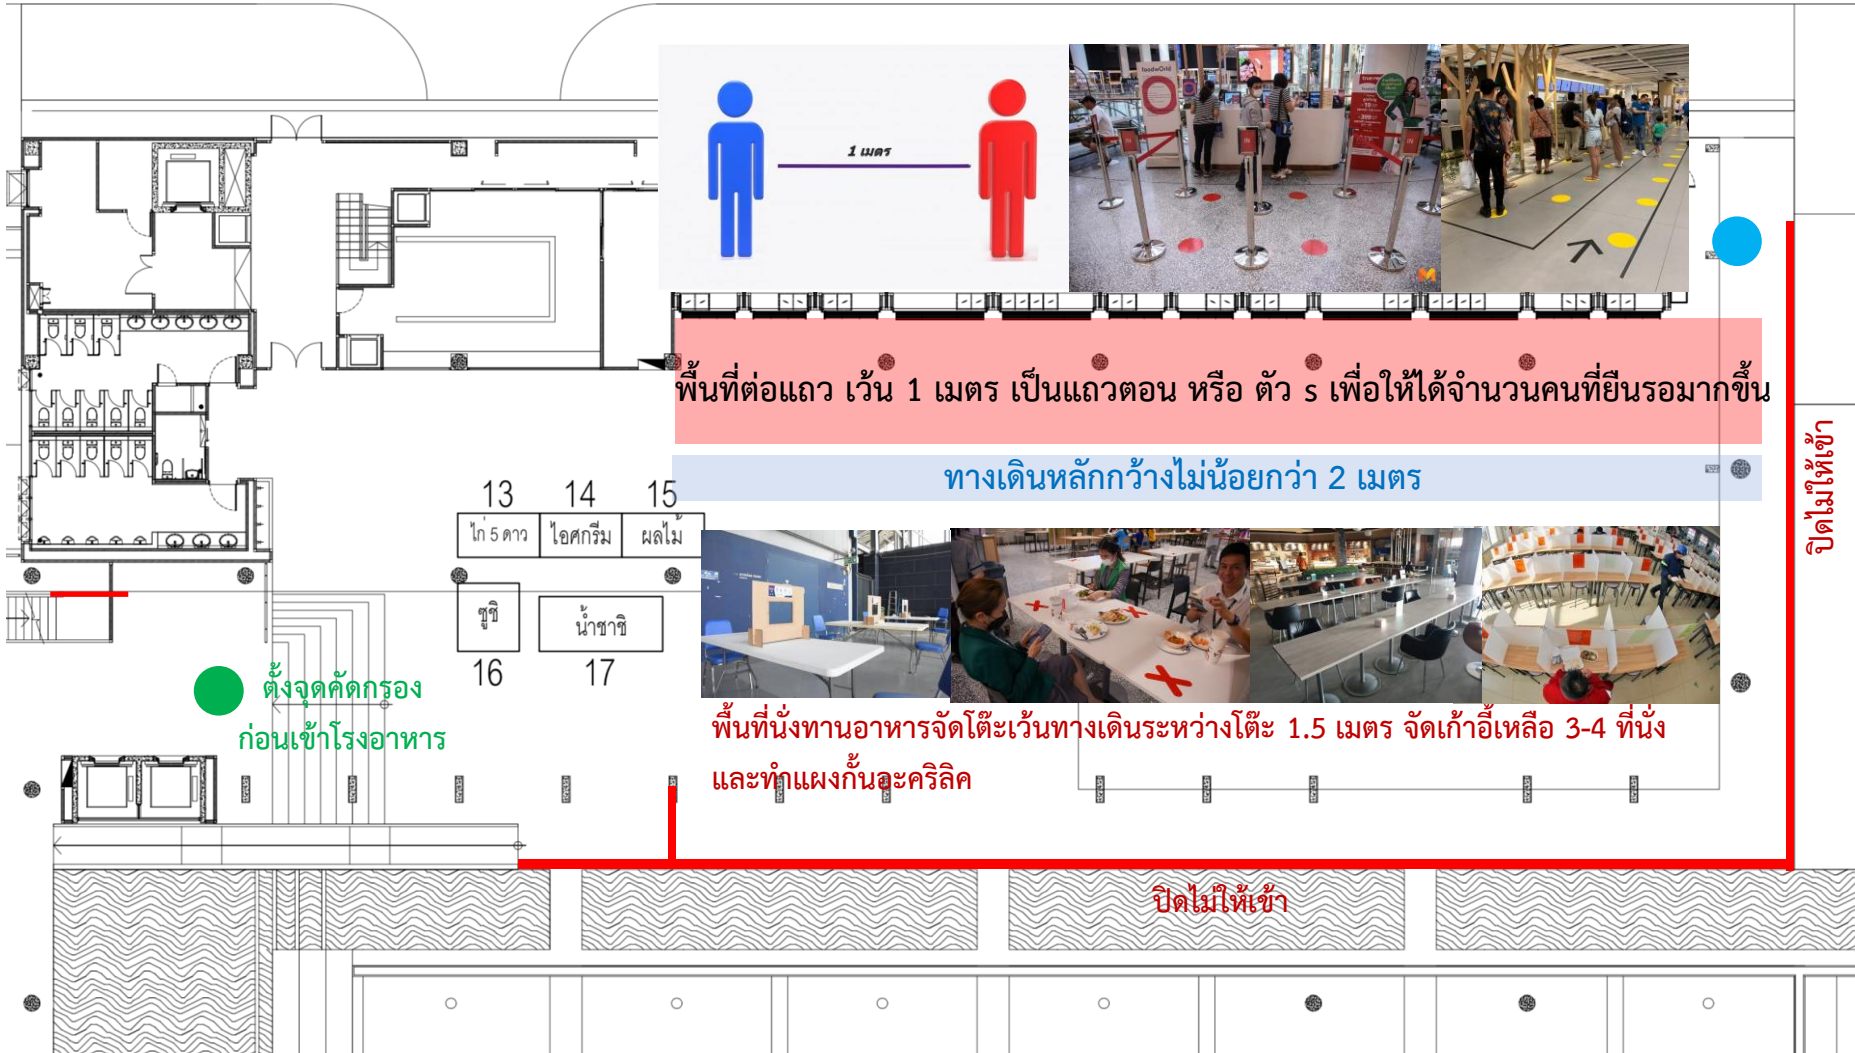 1 เมตร
foodwOrld
IN
IN
IN
พื้นที่ต่อแถว เว้น 1 เมตร เป็นแถวตอน หรือ ตัว s เพื่อให้ได้จำนวนคนที่ยืนรอมากขึ้น
ทางเดินหลักกว้างไม่น้อยกว่า 2 เมตร
ปิดไม่ให้เข้า
13 14 15
ไก่ 5 ดาว ไอศกรีม ผลไม้
ซูชิ น้ำชาชิ
16 17
ตั้งจุดคัดกรอง
ก่อนเข้าโรงอาหาร
พื้นที่นั่งทานอาหารจัดโต๊ะเว้นทางเดินระหว่างโต๊ะ 1.5 เมตร จัดเก้าอี้เหลือ 3-4 ที่นั่ง
และทำแผงกั้นอะคริลิค
ปิดไม่ให้เข้า